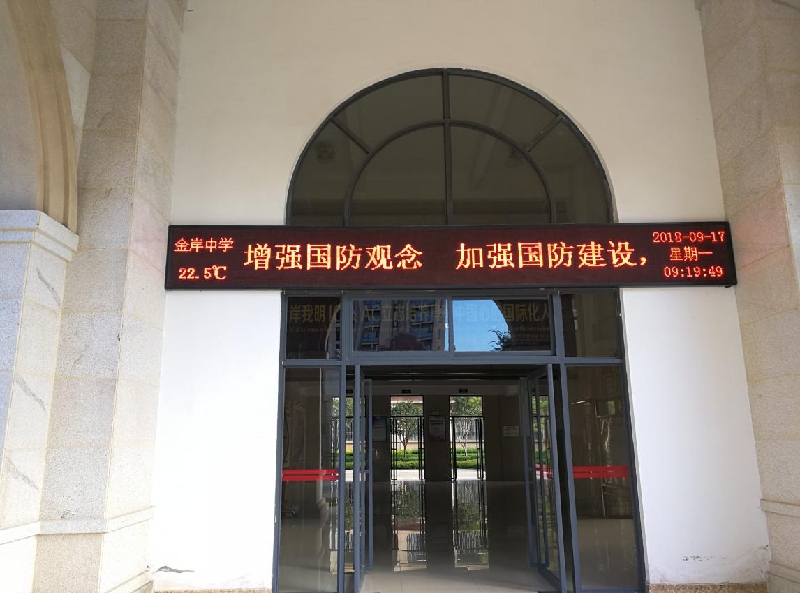 金岸中学
22.5℃
增强国防观念 加强国防建设，
2018-09-17
星期一
09:19:49